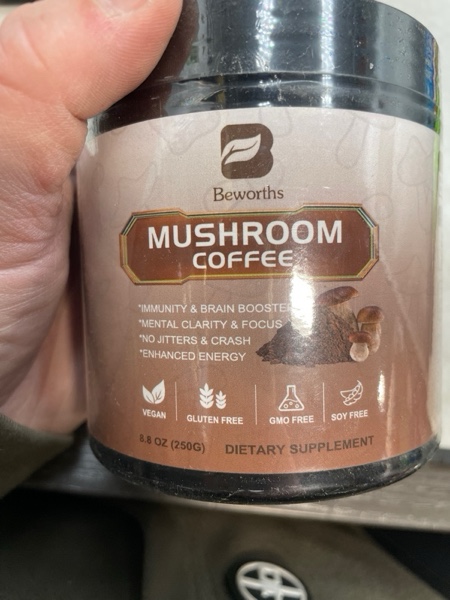 B
Beworths
MUSHROOM
COFFEE
*IMMUNITY & BRAIN BOOSTER
*MENTAL CLARITY & FOCUS
*NO JITTERS & CRASH
*ENHANCED ENERGY
VEGAN
GLUTEN FREE
GMO FREE
SOY FREE
8.8 OZ (250G) DIETARY SUPPLEMENT